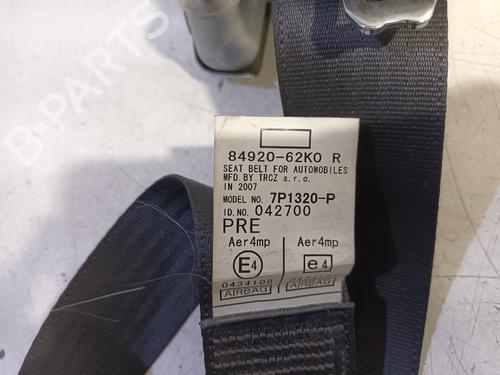 B-Parts
84920-62K0 R
SEAT BELT FOR AUTOMOBILES
MFD. BY TRCZ s.r.o.
IN 2007
MODEL NO. 7P1320-P
ID. NO. 042700
PRE
Aer4mp Aer4mp
E4 e4
0434108
AIRBAG AIRBAG